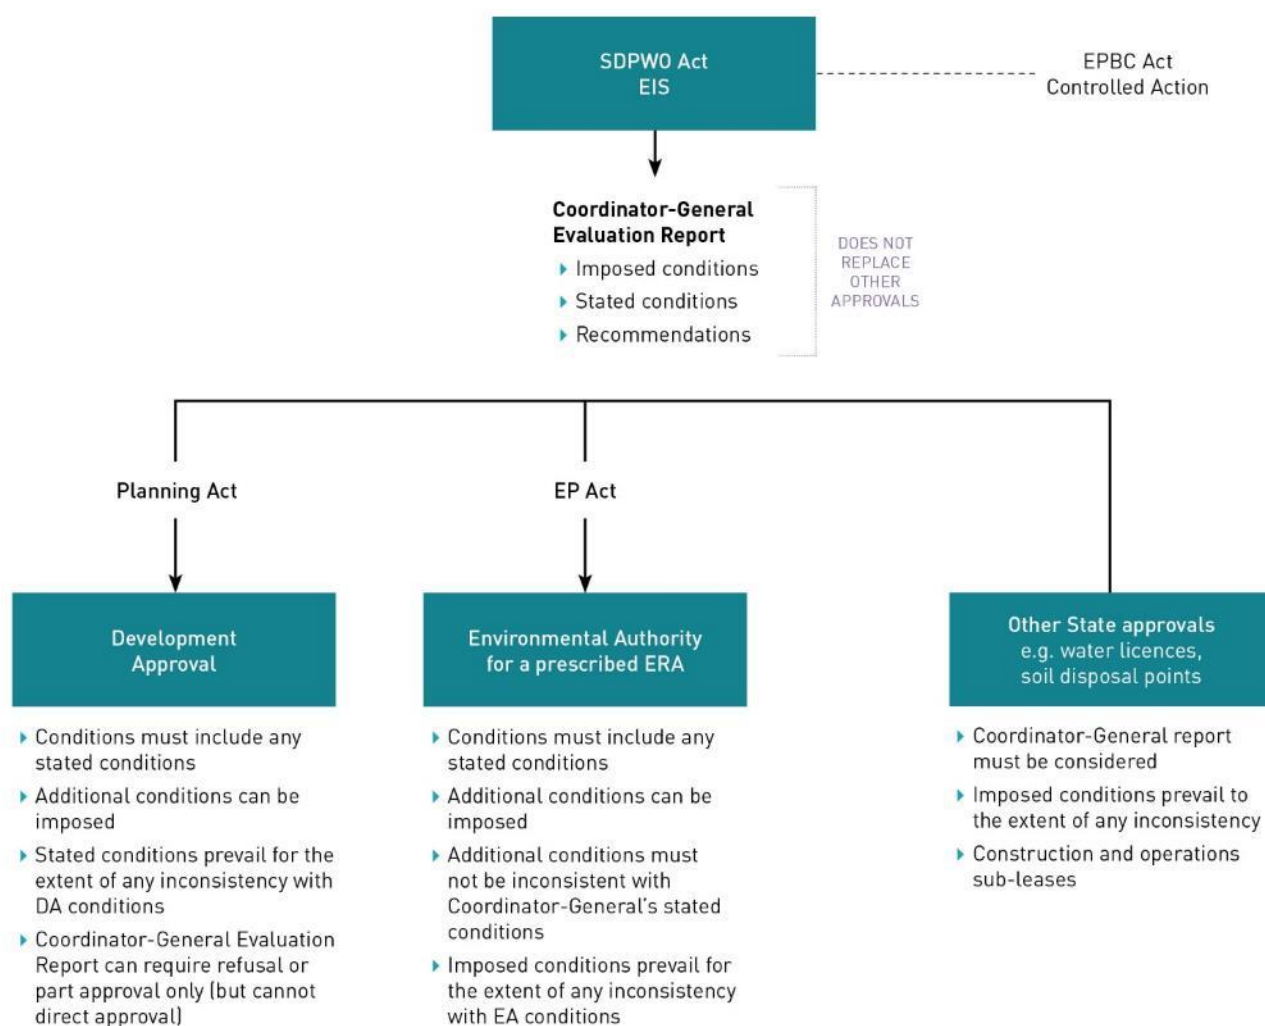 SDPWO Act
EIS
EPBC Act
Controlled Action
Coordinator-General
Evaluation Report
Imposed conditions
Stated conditions
Recommendations
DOES NOT
REPLACE
OTHER
APPROVALS
Planning Act
EP Act
Development
Approval
Conditions must include any
stated conditions
Additional conditions can be
imposed
Stated conditions prevail for the
extent of any inconsistency with
DA conditions
Coordinator-General Evaluation
Report can require refusal or
part approval only (but cannot
direct approval)
Environmental Authority
for a prescribed ERA
Conditions must include any
stated conditions
Additional conditions can be
imposed
Additional conditions must
not be inconsistent with
Coordinator-General's stated
conditions
Imposed conditions prevail for
the extent of any inconsistency
with EA conditions
Other State approvals
e.g. water licences,
soil disposal points
Coordinator-General report
must be considered
Imposed conditions prevail to
the extent of any inconsistency
Construction and operations
sub-leases